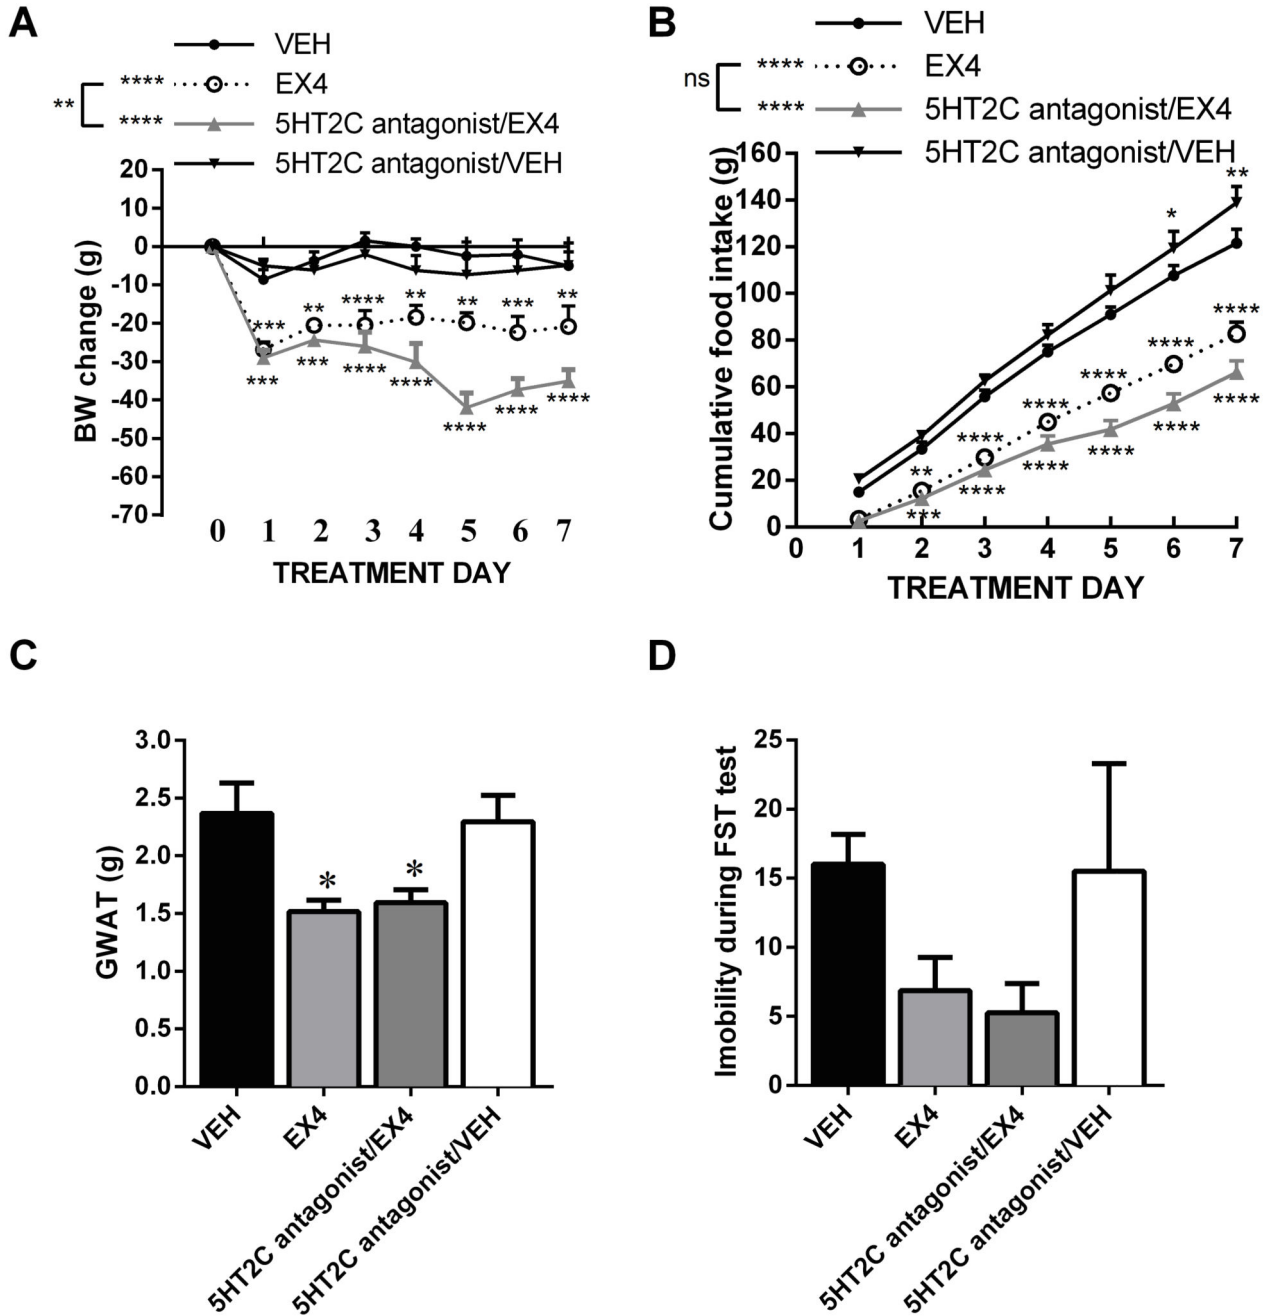 A
VEH
**** EX4
**
**** 5HT2C antagonist/EX4
5HT2C antagonist/VEH
BW change (g)
20
10
0
-10
-20
-30
-40
-50
-60
-70
*** ** **** ** ** *** **
*** *** **** **** **** **** ****
0 1 2 3 4 5 6 7
TREATMENT DAY
B
VEH
**** EX4
ns
**** 5HT2C antagonist/EX4
5HT2C antagonist/VEH
Cumulative food intake (g)
160
140
120
100
80
60
40
20
0
* **
** **** **** **** **** ****
*** **** **** **** **** ****
0 1 2 3 4 5 6 7
TREATMENT DAY
C
GWAT (g)
3.0
2.5
2.0
1.5
1.0
0.5
0.0
* *
VEH
EX4
5HT2C antagonist/EX4
5HT2C antagonist/VEH
D
Imobility during FST test
25
20
15
10
5
0
VEH
EX4
5HT2C antagonist/EX4
5HT2C antagonist/VEH